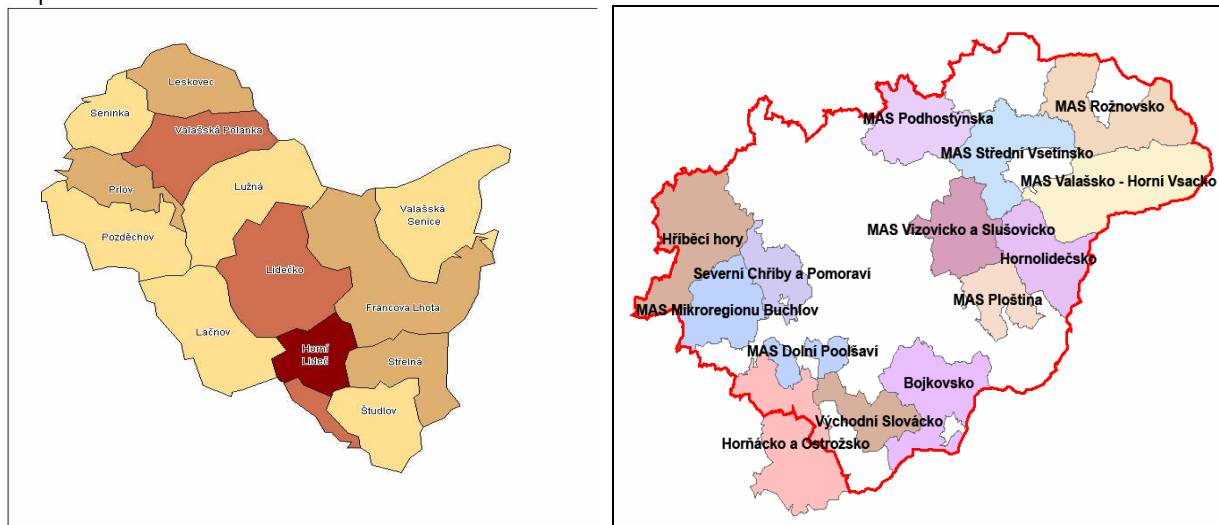 Leskovec
Seninka
Valašská Polanka
Prlov
Lužná
Valašská
Senice
Pozděchov
Lidečko
Francova Lhota
Lačnov
Horní
Lideč
Střelná
Študlov
MAS Rožnovsko
MAS Podhostýnska
MAS Střední Vsetínsko
MAS Valašsko - Horní Vsacko
MAS Vizovicko a Slušovicko
Hříběcí hory
Hornolidečsko
Severní Chřiby a Pomoraví
MAS Ploština
MAS Mikroregionu Buchlov
MAS Dolní Poolšaví
Bojkovsko
Východní Slovácko
Horňácko a Ostrožsko